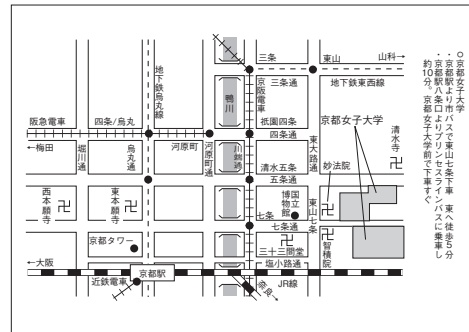 ○京都女子大学
・京都駅より市バスで東山七条下車 東へ徒歩5分
・京都駅八条口よりプリンセスラインバスに乗車し
約10分。京都女子大学前で下車すぐ
三条
東山
山科→
三条通
地下鉄東西線
地下鉄烏丸線
鴨川
京阪電車
祇園四条
阪急電車
四条/烏丸
四条通
京都女子大学
清水寺
←梅田
堀川通
烏丸通
河原町
河原町通
川端通
清水五条
東大路通
五条通
妙法院
西本願寺
東本願寺
博国物立館
東山七条
七条
七条通
京都タワー
三十三間堂
智積院
←大阪
塩小路通
京都駅
近鉄電車
奈良
JR線